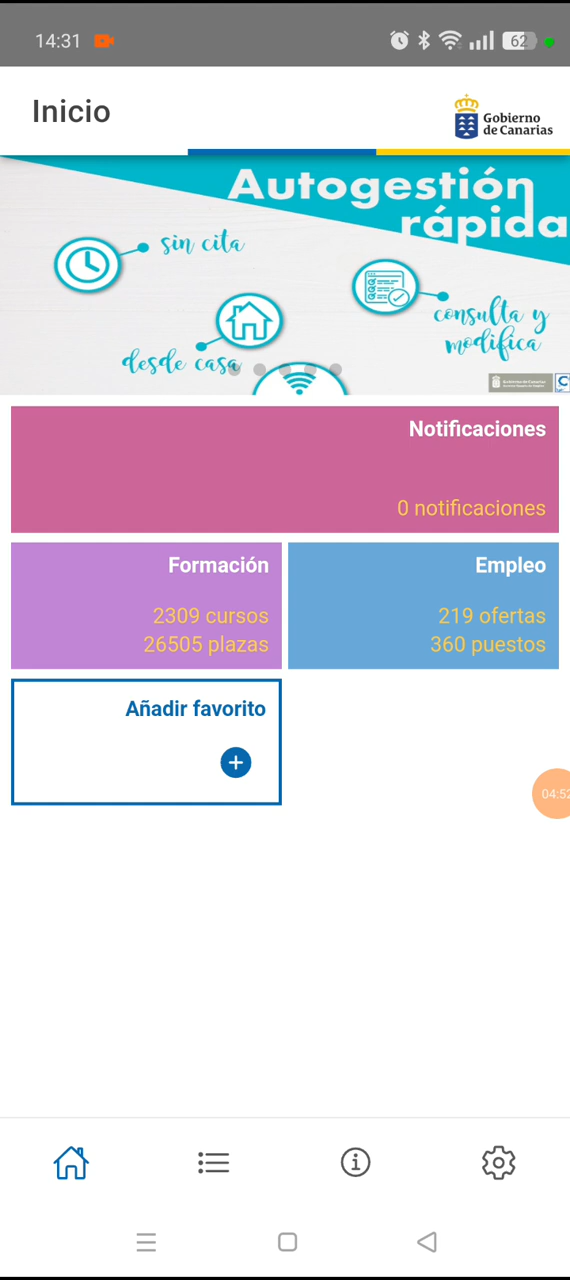 14:31
62
Inicio
Gobierno
de Canarias
Autogestión
rápida
sin cita
consulta y
modifica
desde casa
Notificaciones
0 notificaciones
Formación
2309 cursos
26505 plazas
Empleo
219 ofertas
360 puestos
Añadir favorito
04:52